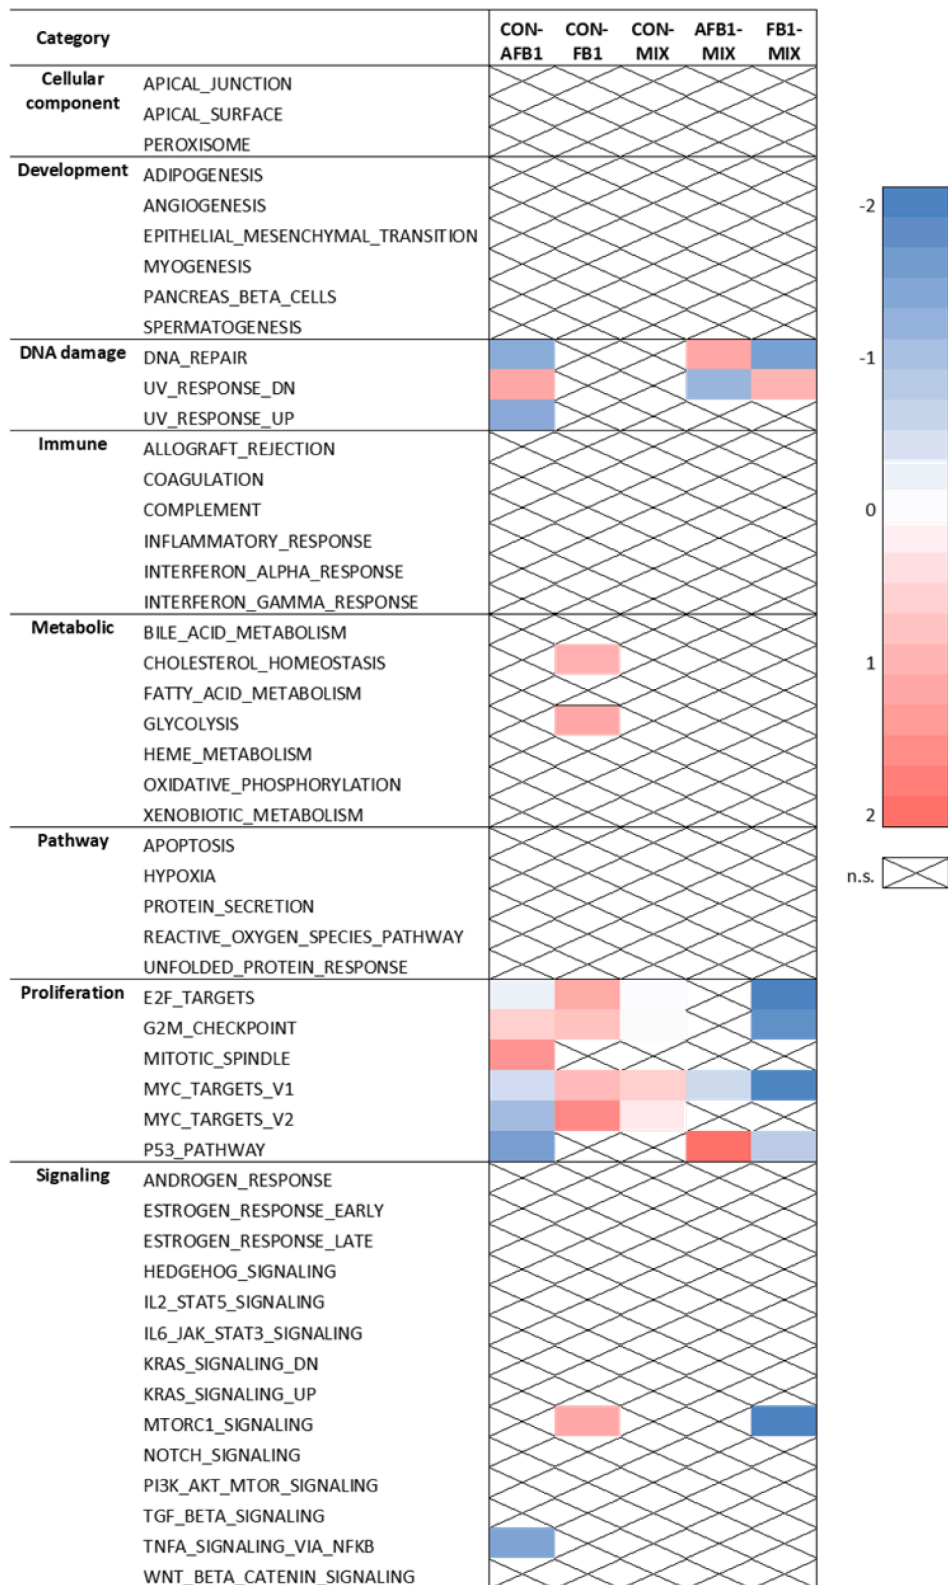 Category CON-AFB1 CON-FB1 CON-MIX AFB1-MIX FB1-MIX
Cellular component APICAL_JUNCTION
APICAL_SURFACE
PEROXISOME
Development ADIPOGENESIS
ANGIOGENESIS
EPITHELIAL_MESENCHYMAL_TRANSITION
MYOGENESIS
PANCREAS_BETA_CELLS
SPERMATOGENESIS
DNA damage DNA_REPAIR
UV_RESPONSE_DN
UV_RESPONSE_UP
Immune ALLOGRAFT_REJECTION
COAGULATION
COMPLEMENT
INFLAMMATORY_RESPONSE
INTERFERON_ALPHA_RESPONSE
INTERFERON_GAMMA_RESPONSE
Metabolic BILE_ACID_METABOLISM
CHOLESTEROL_HOMEOSTASIS
FATTY_ACID_METABOLISM
GLYCOLYSIS
HEME_METABOLISM
OXIDATIVE_PHOSPHORYLATION
XENOBIOTIC_METABOLISM
Pathway APOPTOSIS
HYPOXIA
PROTEIN_SECRETION
REACTIVE_OXYGEN_SPECIES_PATHWAY
UNFOLDED_PROTEIN_RESPONSE
Proliferation E2F_TARGETS
G2M_CHECKPOINT
MITOTIC_SPINDLE
MYC_TARGETS_V1
MYC_TARGETS_V2
P53_PATHWAY
Signaling ANDROGEN_RESPONSE
ESTROGEN_RESPONSE_EARLY
ESTROGEN_RESPONSE_LATE
HEDGEHOG_SIGNALING
IL2_STAT5_SIGNALING
IL6_JAK_STAT3_SIGNALING
KRAS_SIGNALING_DN
KRAS_SIGNALING_UP
MTORC1_SIGNALING
NOTCH_SIGNALING
PI3K_AKT_MTOR_SIGNALING
TGF_BETA_SIGNALING
TNFA_SIGNALING_VIA_NFKB
WNT_BETA_CATENIN_SIGNALING
-2
-1
0
1
2
n.s.